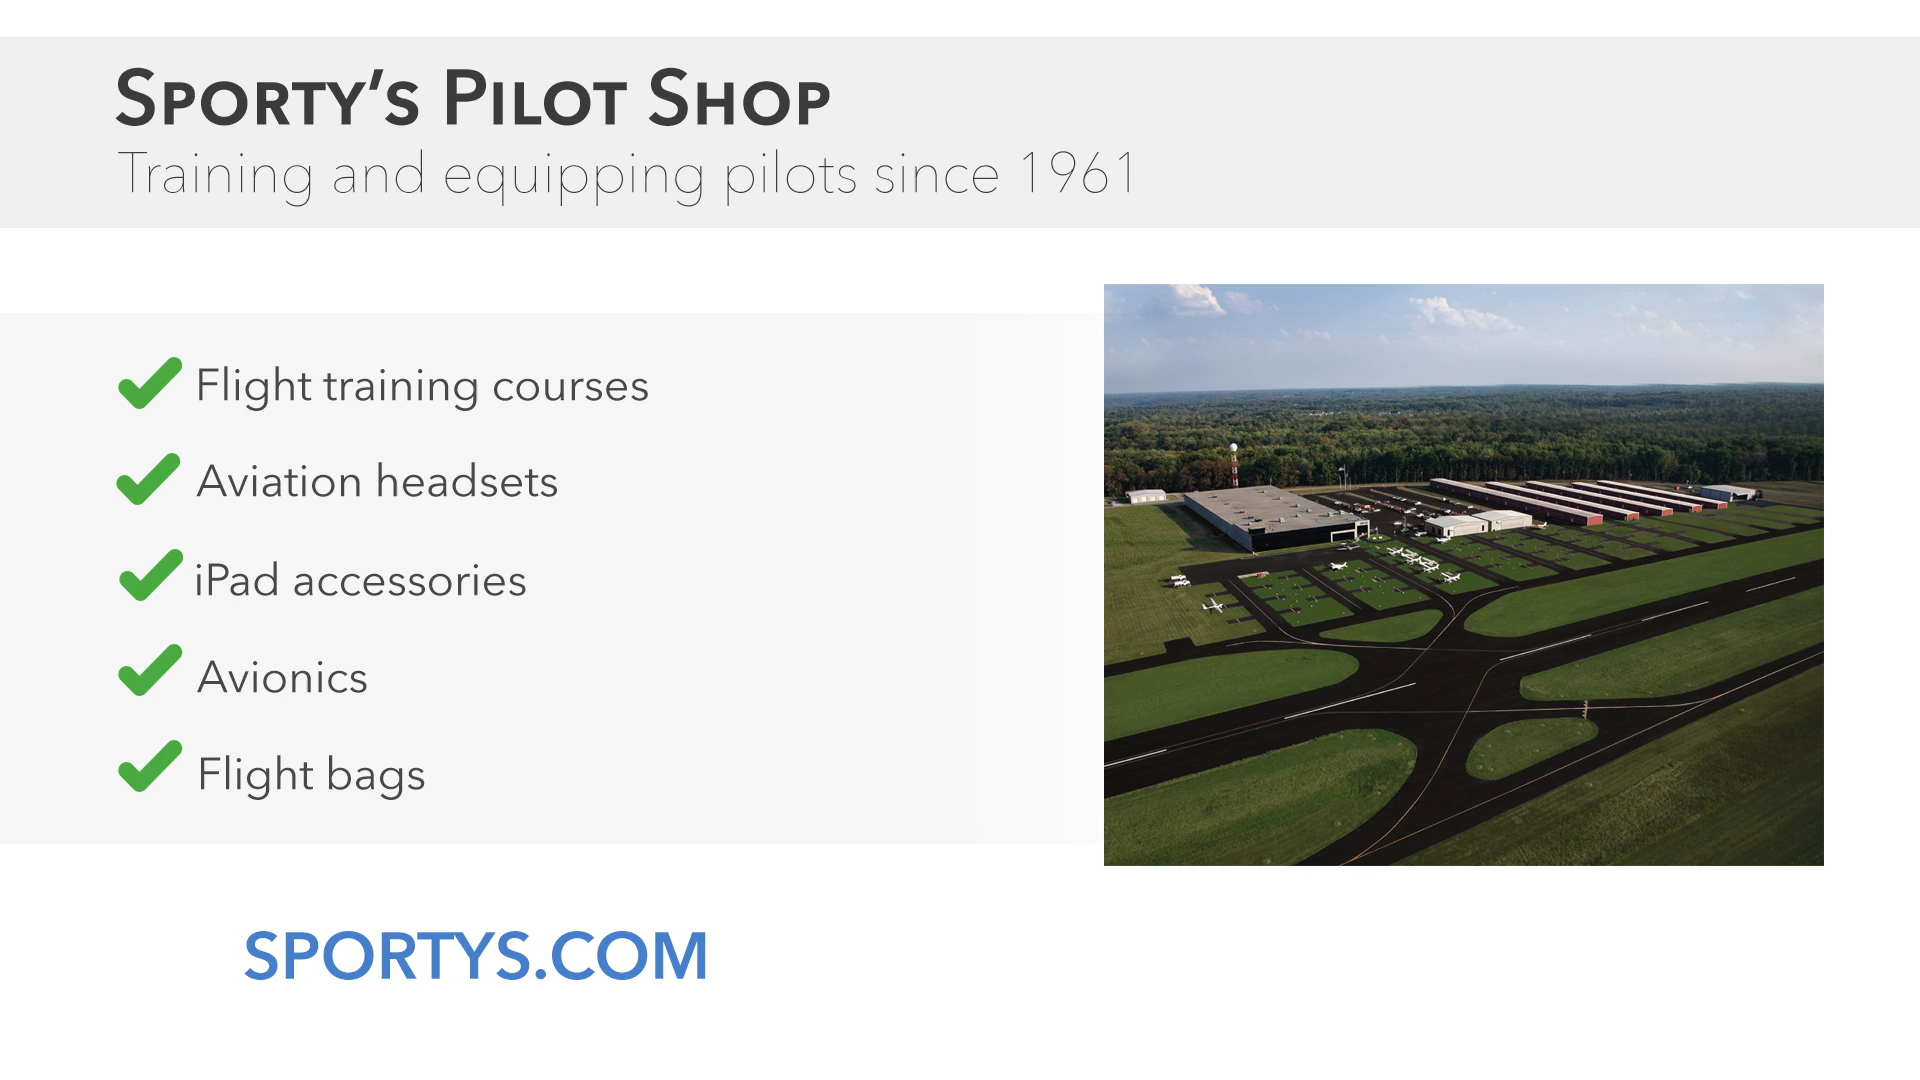 Sporty's Pilot Shop
Training and equipping pilots since 1961
Flight training courses
Aviation headsets
iPad accessories
Avionics
Flight bags
SPORTYS.COM